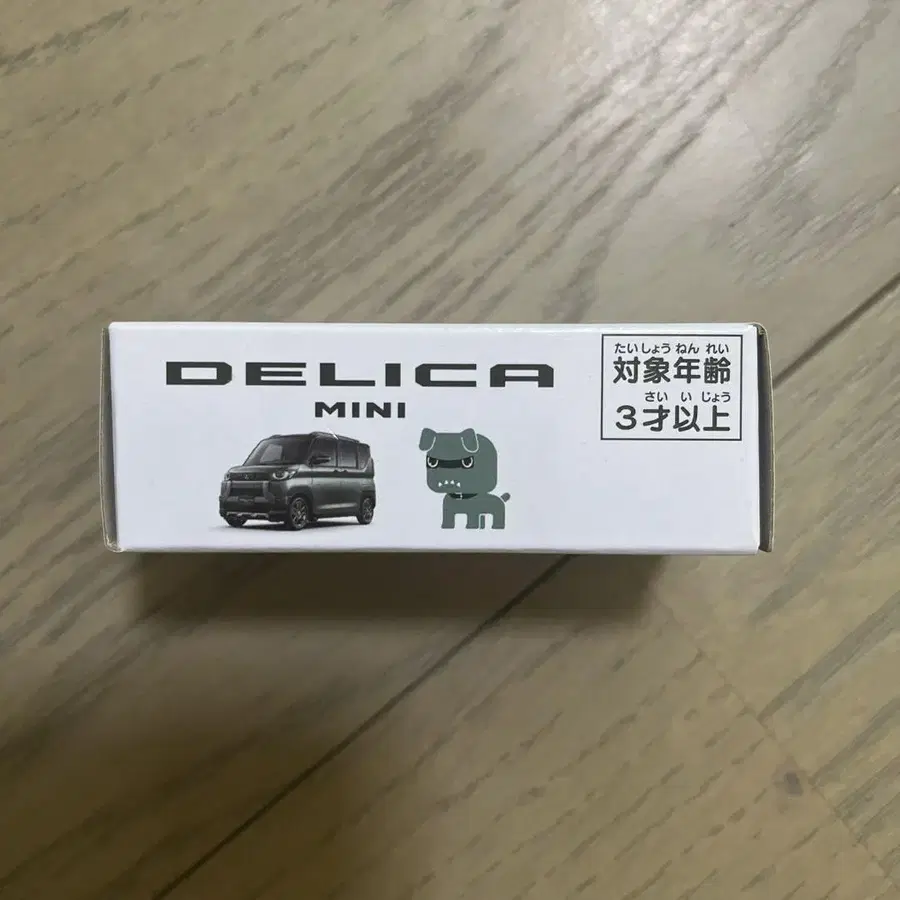 DELICA
MINI
たいしょう ねん れい
対象年齢
さい い じょう
3才以上